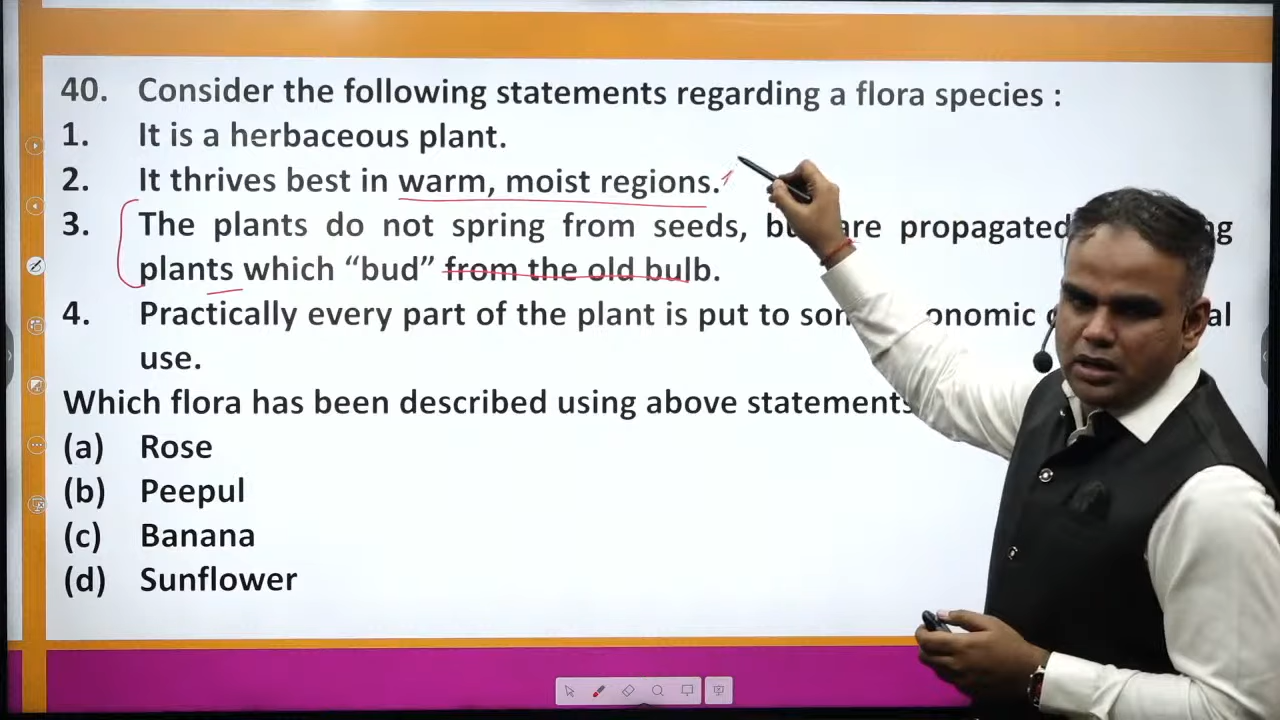 40. Consider the following statements regarding a flora species :
1. It is a herbaceous plant.
2. It thrives best in warm, moist regions.
3. The plants do not spring from seeds, are propagated
plants which “bud” from the old bulb.
4. Practically every part of the plant is put to
use.
Which flora has been described using above statements
(a) Rose
(b) Peepul
(c) Banana
(d) Sunflower